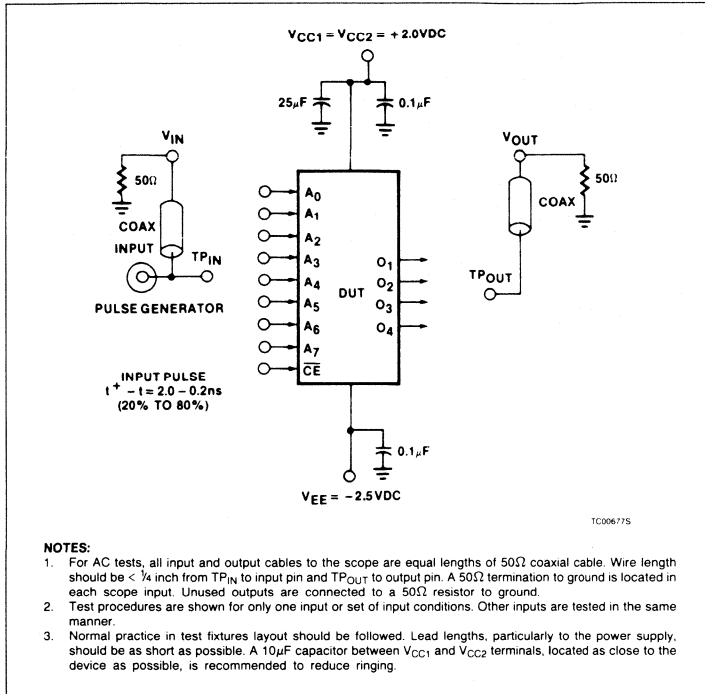 VCC1 = VCC2 = +2.0VDC
25μF
0.1μF
VIN
50Ω
COAX
INPUT
TPIN
PULSE GENERATOR
INPUT PULSE
t+ – t = 2.0 – 0.2ns
(20% TO 80%)
A0
A1
A2
A3
A4
A5
A6
A7
CE
DUT
O1
O2
O3
O4
VOUT
50Ω
COAX
TPOUT
0.1μF
VEE = –2.5VDC
TC00677S
NOTES:
1. For AC tests, all input and output cables to the scope are equal lengths of 50Ω coaxial cable. Wire length
should be < ¼ inch from TPIN to input pin and TPOUT to output pin. A 50Ω termination to ground is located in
each scope input. Unused outputs are connected to a 50Ω resistor to ground.
2. Test procedures are shown for only one input or set of input conditions. Other inputs are tested in the same
manner.
3. Normal practice in test fixtures layout should be followed. Lead lengths, particularly to the power supply,
should be as short as possible. A 10μF capacitor between VCC1 and VCC2 terminals, located as close to the
device as possible, is recommended to reduce ringing.